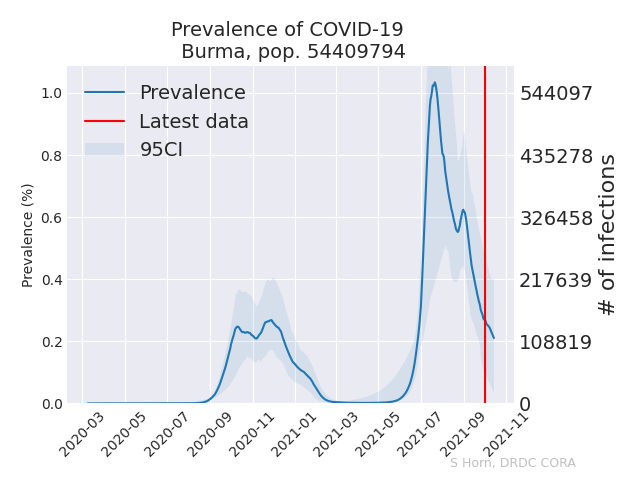 Prevalence of COVID-19
Burma, pop. 54409794
Prevalence
Latest data
95CI
1.0
0.8
0.6
0.4
0.2
0.0
Prevalence (%)
544097
435278
326458
217639
108819
0
# of infections
2020-03
2020-05
2020-07
2020-09
2020-11
2021-01
2021-03
2021-05
2021-07
2021-09
2021-11
S Horn, DRDC CORA